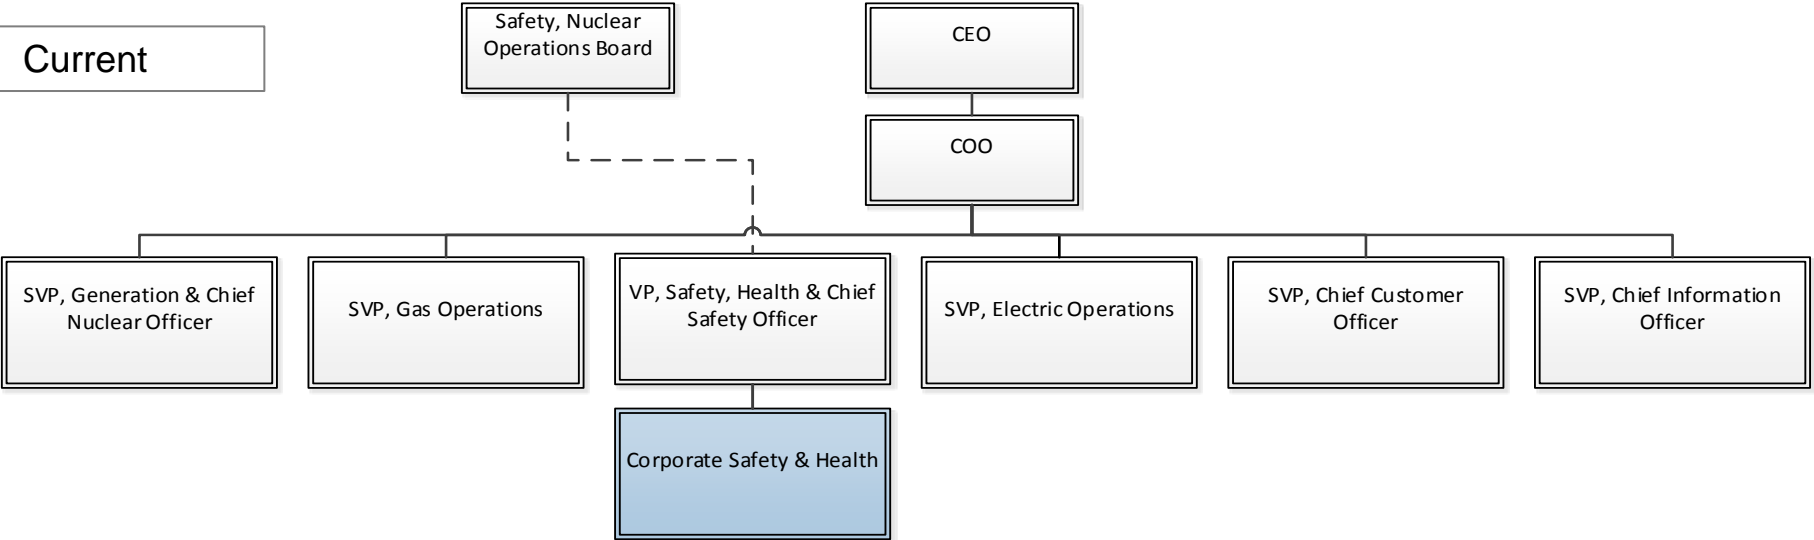 Current
Safety, Nuclear
Operations Board
CEO
COO
SVP, Generation & Chief
Nuclear Officer
SVP, Gas Operations
VP, Safety, Health & Chief
Safety Officer
SVP, Electric Operations
SVP, Chief Customer
Officer
SVP, Chief Information
Officer
Corporate Safety & Health